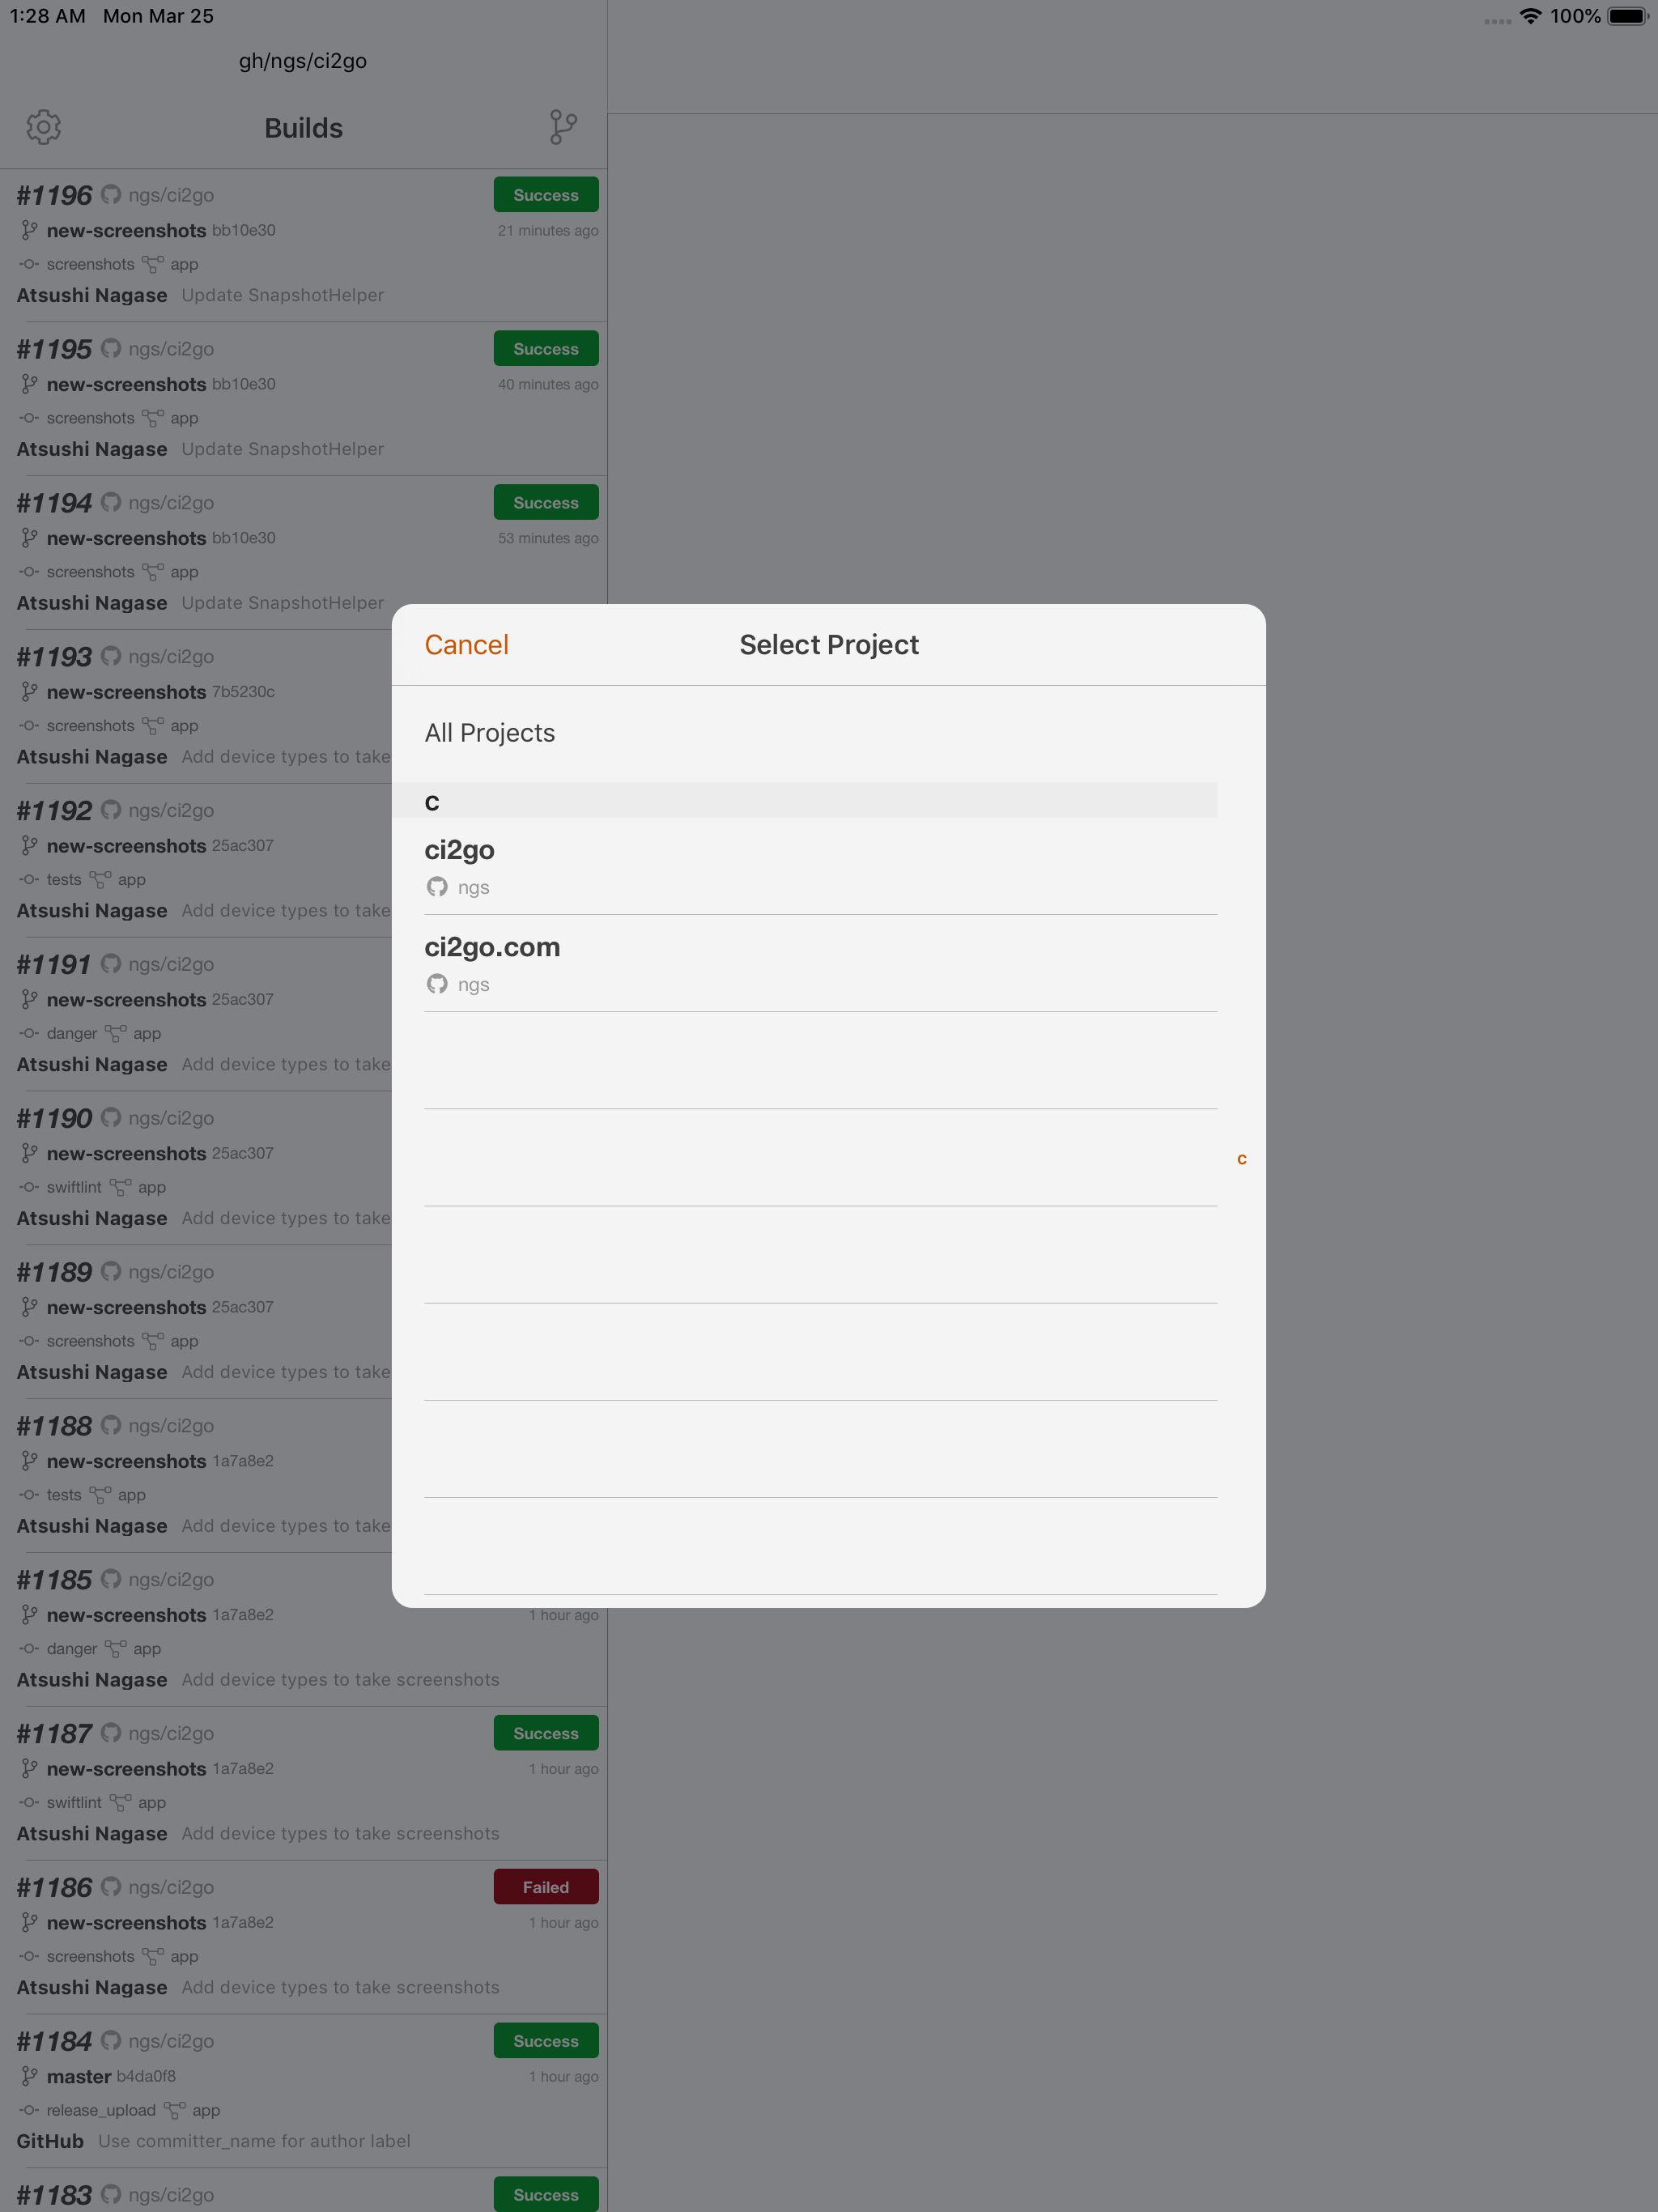 1:28 AM Mon Mar 25
100%
gh/ngs/ci2go
Builds
#1196 ngs/ci2go Success
new-screenshots bb10e30 21 minutes ago
screenshots app
Atsushi Nagase Update SnapshotHelper
#1195 ngs/ci2go Success
new-screenshots bb10e30 40 minutes ago
screenshots app
Atsushi Nagase Update SnapshotHelper
#1194 ngs/ci2go Success
new-screenshots bb10e30 53 minutes ago
screenshots app
Atsushi Nagase Update SnapshotHelper
#1193 ngs/ci2go
new-screenshots 7b5230c
screenshots app
Atsushi Nagase Add device types to take
#1192 ngs/ci2go
new-screenshots 25ac307
tests app
Atsushi Nagase Add device types to take
#1191 ngs/ci2go
new-screenshots 25ac307
danger app
Atsushi Nagase Add device types to take
#1190 ngs/ci2go
new-screenshots 25ac307
swiftlint app
Atsushi Nagase Add device types to take
#1189 ngs/ci2go
new-screenshots 25ac307
screenshots app
Atsushi Nagase Add device types to take
#1188 ngs/ci2go
new-screenshots 1a7a8e2
tests app
Atsushi Nagase Add device types to take
#1185 ngs/ci2go
new-screenshots 1a7a8e2 1 hour ago
danger app
Atsushi Nagase Add device types to take screenshots
#1187 ngs/ci2go Success
new-screenshots 1a7a8e2 1 hour ago
swiftlint app
Atsushi Nagase Add device types to take screenshots
#1186 ngs/ci2go Failed
new-screenshots 1a7a8e2 1 hour ago
screenshots app
Atsushi Nagase Add device types to take screenshots
#1184 ngs/ci2go Success
master b4da0f8 1 hour ago
release_upload app
GitHub Use committer_name for author label
#1183 ngs/ci2go Success
Cancel Select Project
All Projects
c
ci2go
ngs
ci2go.com
ngs
c